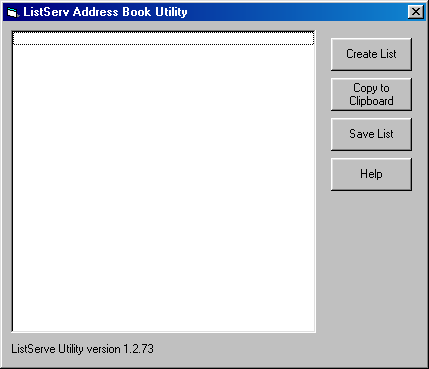 ListServ Address Book Utility
Create List
Copy to
Clipboard
Save List
Help
ListServe Utility version 1.2.73